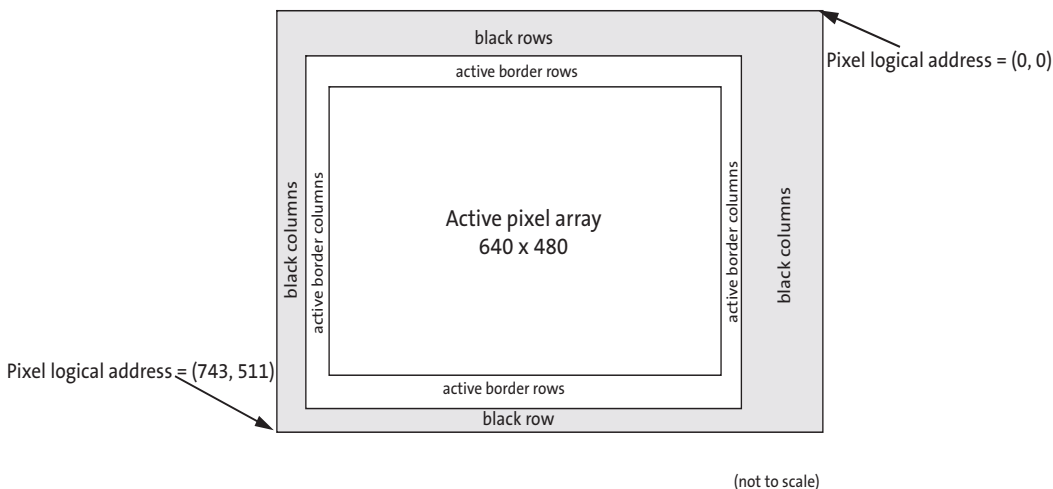 black rows
Pixel logical address = (0, 0)
active border rows
black columns
active border columns
Active pixel array
640 x 480
active border columns
black columns
Pixel logical address = (743, 511)
active border rows
black row
(not to scale)